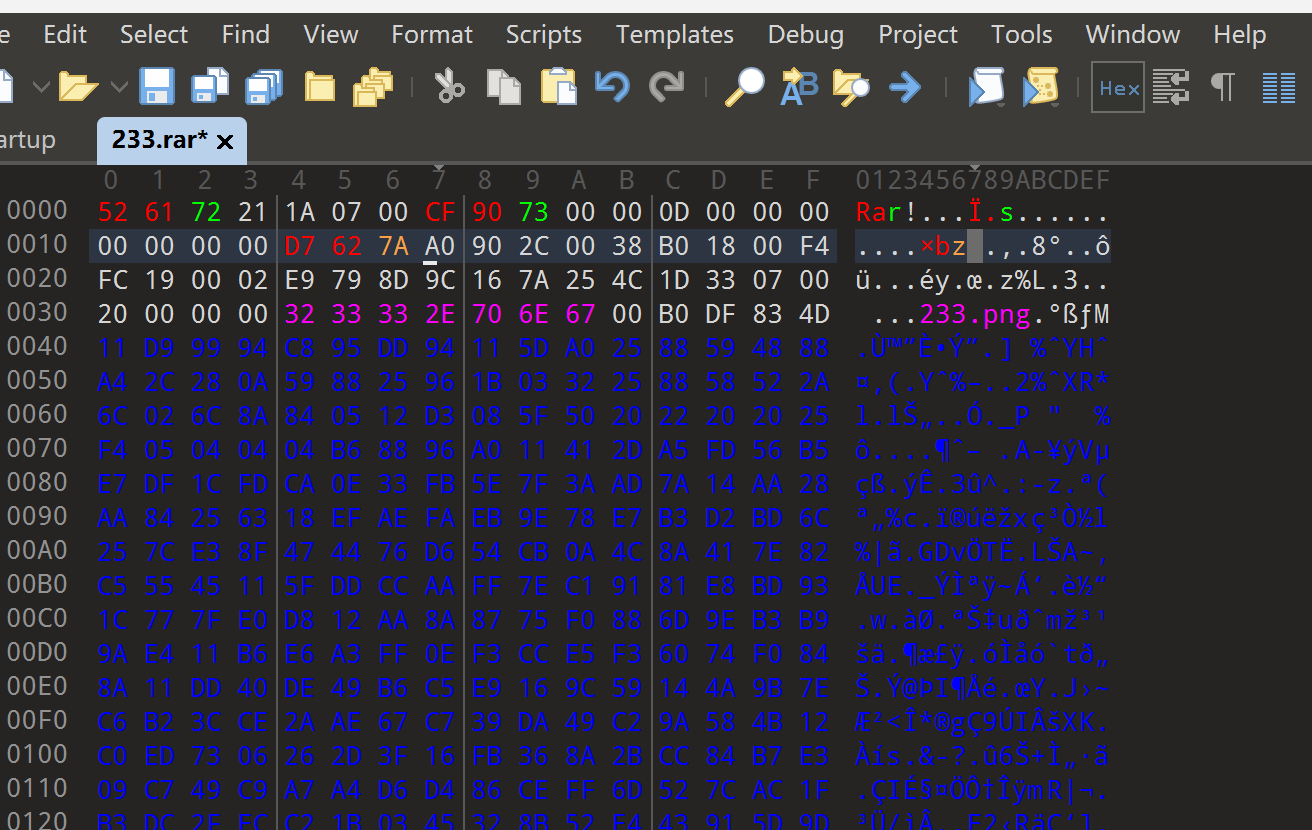 e Edit Select Find View Format Scripts Templates Debug Project Tools Window Help
Hex
artup 233.rar*
0 1 2 3 4 5 6 7 8 9 A B C D E F 0123456789ABCDEF
0000 52 61 72 21 1A 07 00 CF 90 73 00 00 0D 00 00 00 Rar!...Ï.s......
0010 00 00 00 00 D7 62 7A A0 90 2C 00 38 B0 18 00 F4 ....×bz .,.8°..ô
0020 FC 19 00 02 E9 79 8D 9C 16 7A 25 4C 1D 33 07 00 ü...éy.œ.z%L.3..
0030 20 00 00 00 32 33 33 2E 70 6E 67 00 B0 DF 83 4D ...233.png.°ßƒM
0040 11 D9 99 94 C8 95 DD 94 11 5D A0 25 88 59 48 88 .Ù™”È•Ý”.] %ˆYHˆ
0050 A4 2C 28 0A 59 88 25 96 1B 03 32 25 88 58 52 2A ¤,(.Yˆ%–..2%ˆXR*
0060 6C 02 6C 8A 84 05 12 D3 08 5F 50 20 22 20 20 25 l.lŠ„..Ó._P " %
0070 F4 05 04 04 04 B6 88 96 A0 11 41 2D A5 FD 56 B5 ô....¶ˆ– .A-¥ýVµ
0080 E7 DF 1C FD CA 0E 33 FB 5E 7F 3A AD 7A 14 AA 28 çß.ýÊ.3û^.:-z.ª(
0090 AA 84 25 63 18 EF AE FA EB 9E 78 E7 B3 D2 BD 6C ª„%c.ï®úëžxç³Ò½l
00A0 25 7C E3 8F 47 44 76 D6 54 CB 0A 4C 8A 41 7E 82 %|ã.GDvÖTË.LŠA~‚
00B0 C5 55 45 11 5F DD CC AA FF 7E C1 91 81 E8 BD 93 ÅUE._ÝÌªÿ~Á‘.è½“
00C0 1C 77 7F E0 D8 12 AA 8A 87 75 F0 88 6D 9E B3 B9 .w.àØ.ªŠ‡uðˆmž³¹
00D0 9A E4 11 B6 E6 A3 FF 0E F3 CC E5 F3 60 74 F0 84 šä.¶æ£ÿ.óÌåó`tð„
00E0 8A 11 DD 40 DE 49 B6 C5 E9 16 9C 59 14 4A 9B 7E Š.Ý@ÞI¶Åé.œY.J›~
00F0 C6 B2 3C CE 2A AE 67 C7 39 DA 49 C2 9A 58 4B 12 Æ²<Î*®gÇ9ÚIÂšXK.
0100 C0 ED 73 06 26 2D 3F 16 FB 36 8A 2B CC 84 B7 E3 Àís.&-?.û6Š+Ì„·ã
0110 09 C7 49 C9 A7 A4 D6 D4 86 CE FF 6D 52 7C AC 1F .ÇIÉ§¤ÖÔ†ÎÿmR|¬.
0120